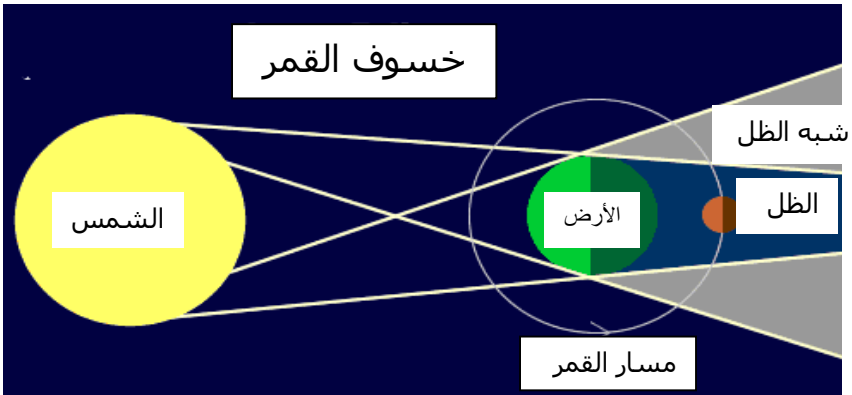 خسوف القمر
شبه الظل
الشمس
الأرض
الظل
مسار القمر